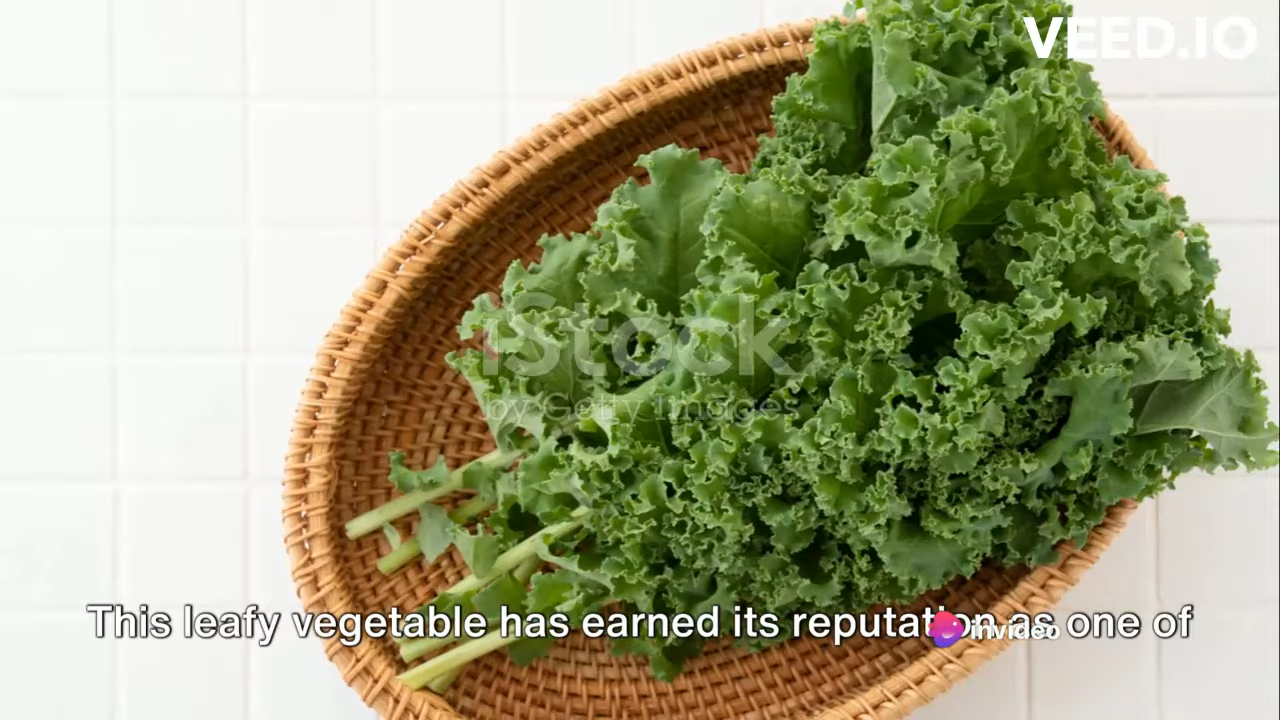 VEED.IO
iStock
by Getty Images
This leafy vegetable has earned its reputation as one of
invideo